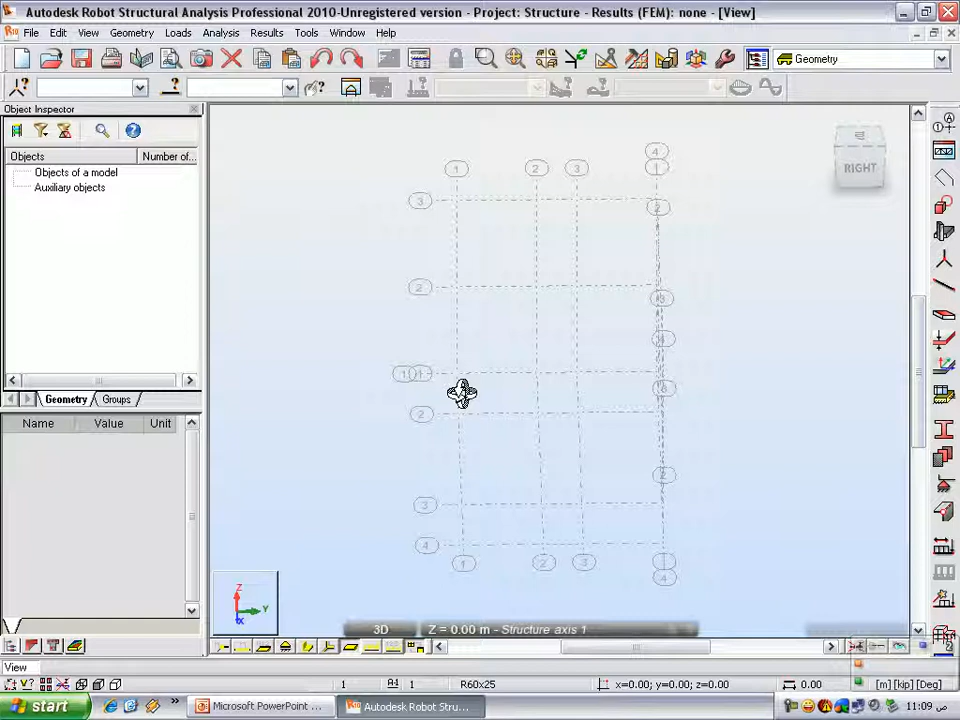 Autodesk Robot Structural Analysis Professional 2010-Unregistered version - Project: Structure - Results (FEM): none - [View]
File Edit View Geometry Loads Analysis Results Tools Window Help
Geometry
Object Inspector
Objects Number of...
Objects of a model
Auxiliary objects
Geometry Groups
Name Value Unit
RIGHT
4
1 2 3 1
3 2
2 3
1 1
2
3 2
4
1 2 3
4
Z
Y
X
3D Z = 0.00 m - Structure axis 1
View
1 1 R60x25 x=0.00; y=0.00; z=0.00 0.00 [m] [kip] [Deg]
start Microsoft PowerPoint ... Autodesk Robot Stru... 11:09 ص